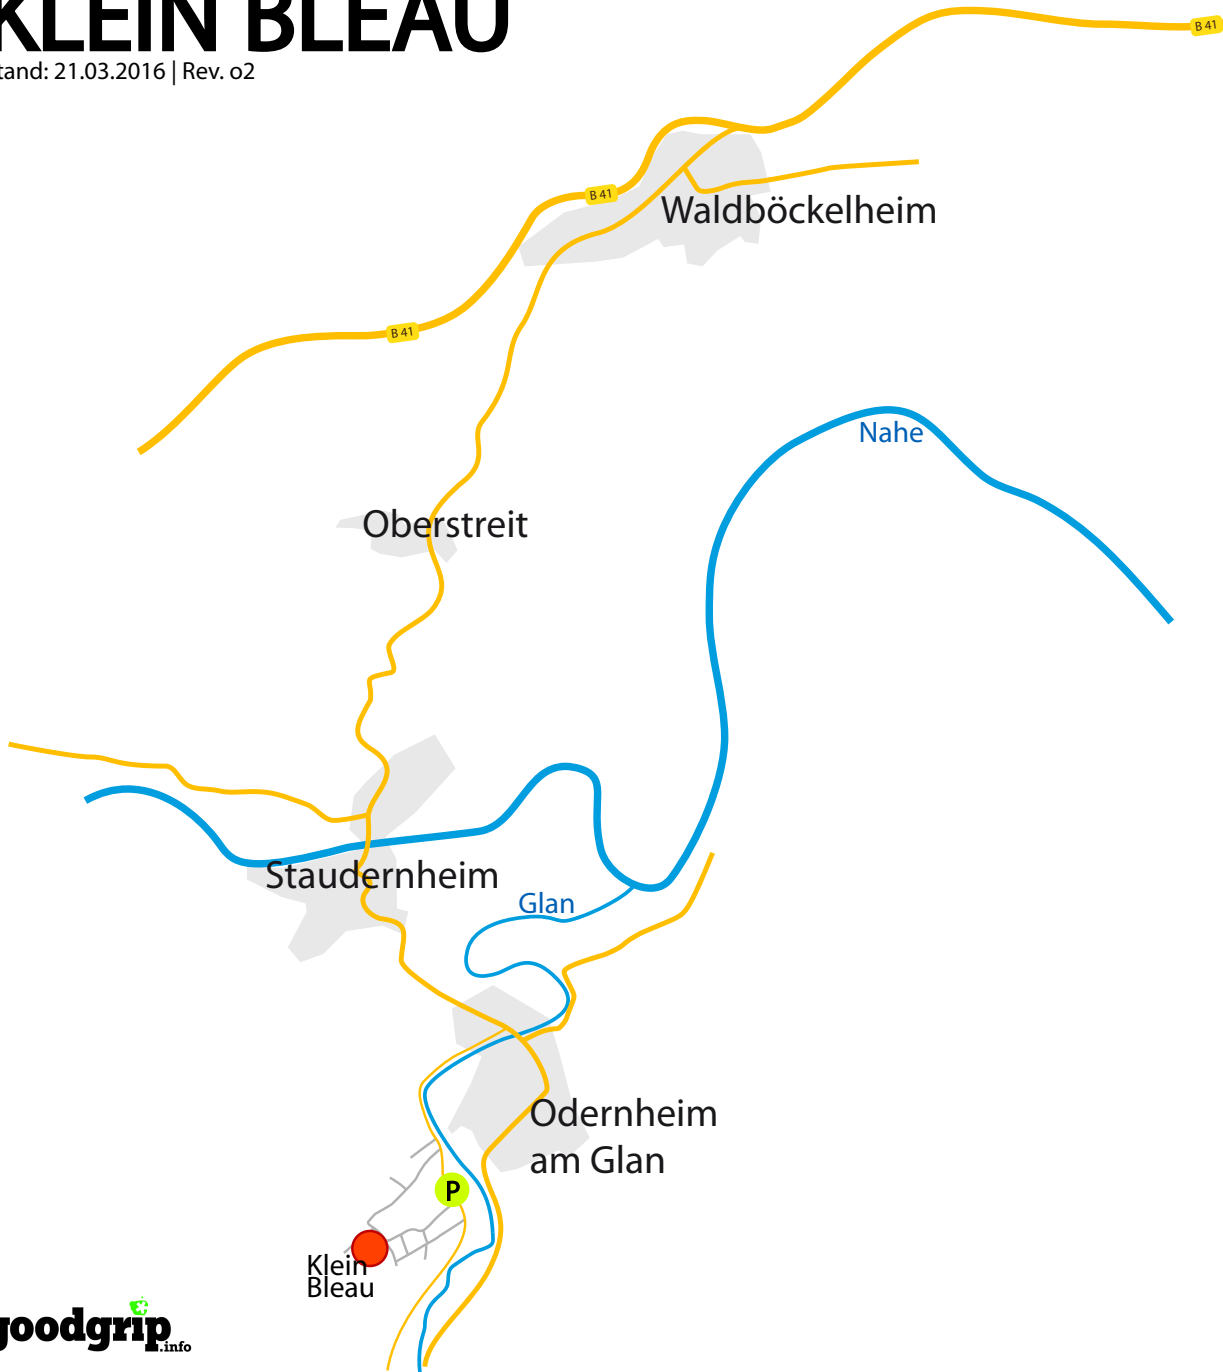 KLEIN BLEAU
tand: 21.03.2016 | Rev. o2
B 41
B 41
Waldböckelheim
B 41
Nahe
Oberstreit
Staudernheim
Glan
Odernheim
am Glan
P
Klein
Bleau
goodgrip
.info